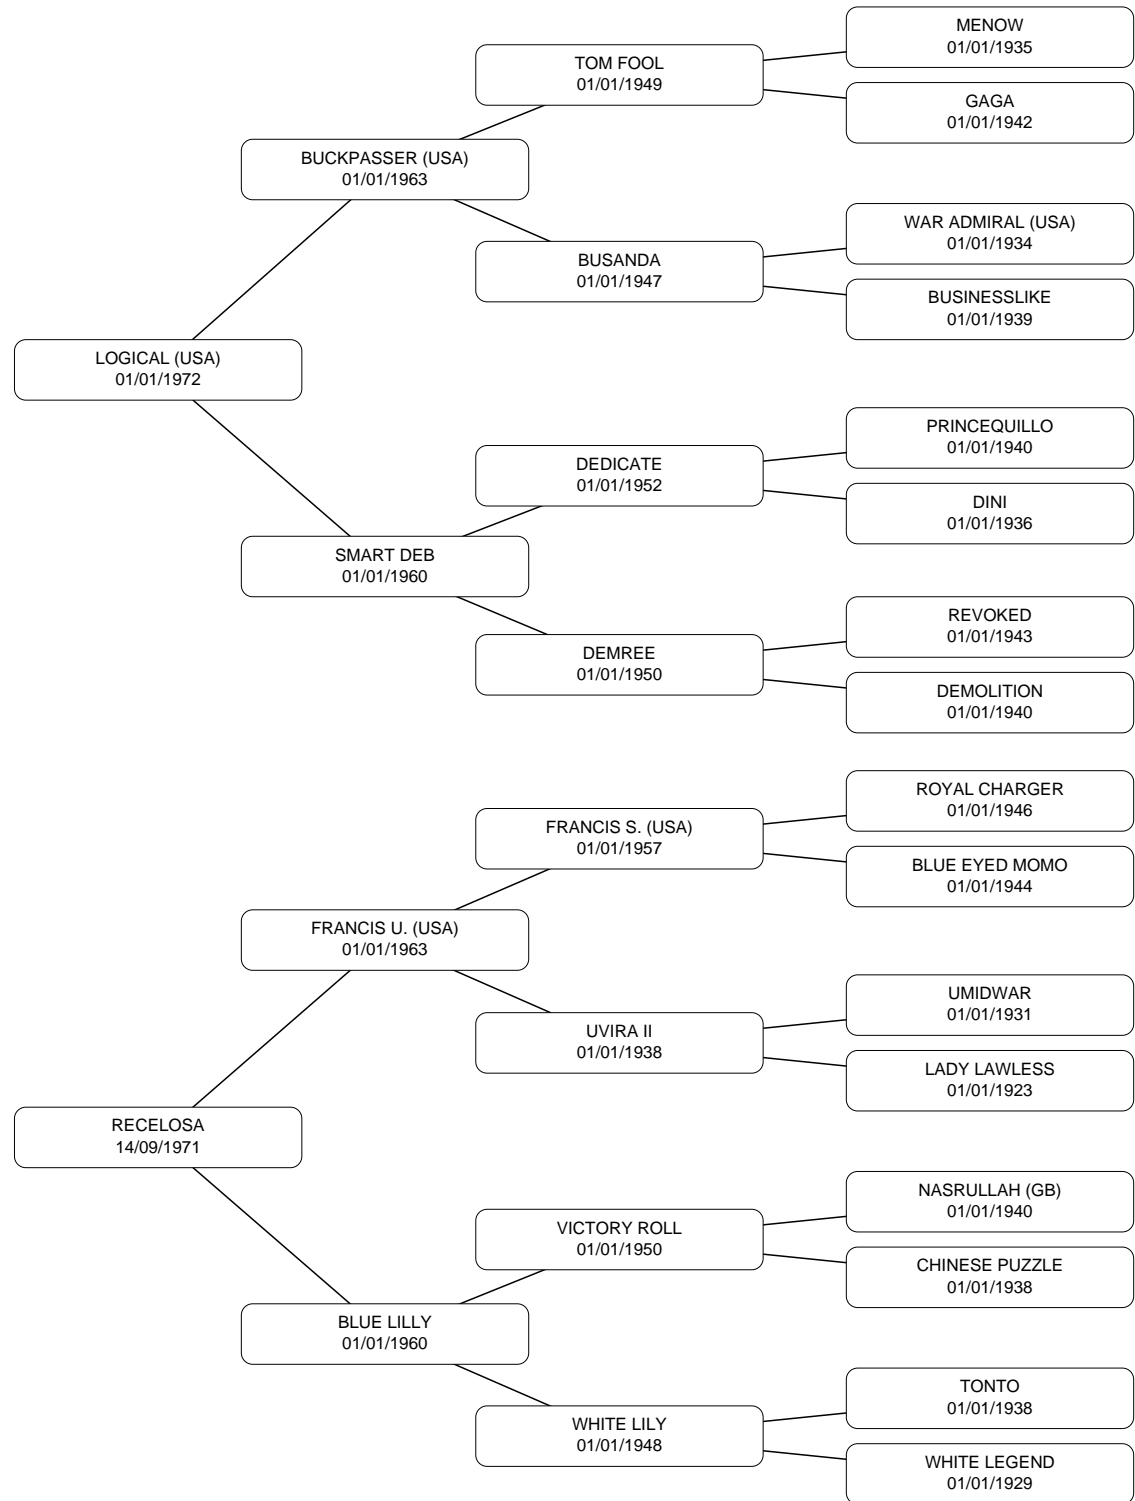 MENOW
01/01/1935
TOM FOOL
01/01/1949
GAGA
01/01/1942
BUCKPASSER (USA)
01/01/1963
WAR ADMIRAL (USA)
01/01/1934
BUSANDA
01/01/1947
BUSINESSLIKE
01/01/1939
LOGICAL (USA)
01/01/1972
PRINCEQUILLO
01/01/1940
DEDICATE
01/01/1952
DINI
01/01/1936
SMART DEB
01/01/1960
REVOKED
01/01/1943
DEMREE
01/01/1950
DEMOLITION
01/01/1940
ROYAL CHARGER
01/01/1946
FRANCIS S. (USA)
01/01/1957
BLUE EYED MOMO
01/01/1944
FRANCIS U. (USA)
01/01/1963
UMIDWAR
01/01/1931
UVIRA II
01/01/1938
LADY LAWLESS
01/01/1923
RECELOSA
14/09/1971
NASRULLAH (GB)
01/01/1940
VICTORY ROLL
01/01/1950
CHINESE PUZZLE
01/01/1938
BLUE LILLY
01/01/1960
TONTO
01/01/1938
WHITE LILY
01/01/1948
WHITE LEGEND
01/01/1929